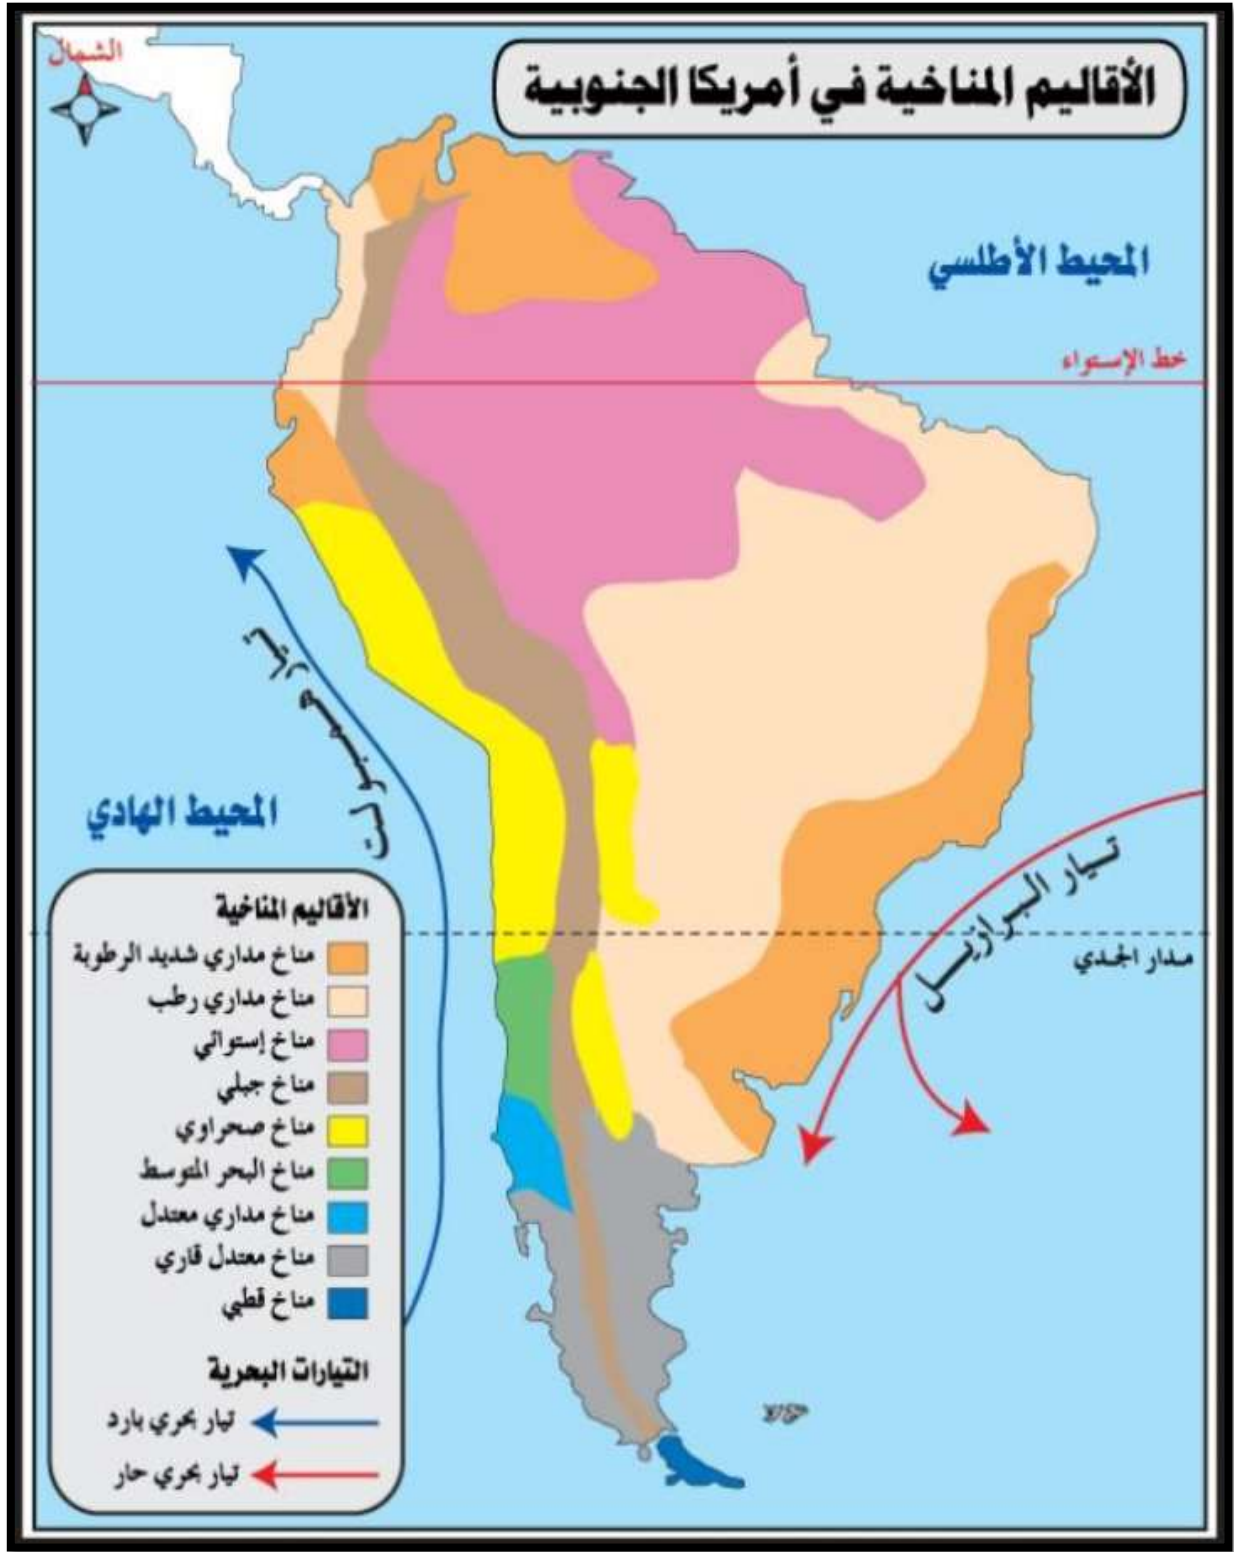 الأقاليم المناخية في أمريكا الجنوبية
الشمال
المحيط الأطلسي
خط الإستواء
تيار همبولت
المحيط الهادي
تيار البرازيل
مدار الجدي
الأقاليم المناخية
مناخ مداري شديد الرطوبة
مناخ مداري رطب
مناخ إستوائي
مناخ جبلي
مناخ صحراوي
مناخ البحر المتوسط
مناخ مداري معتدل
مناخ معتدل قاري
مناخ قطبي
التيارات البحرية
تيار بحري بارد
تيار بحري حار